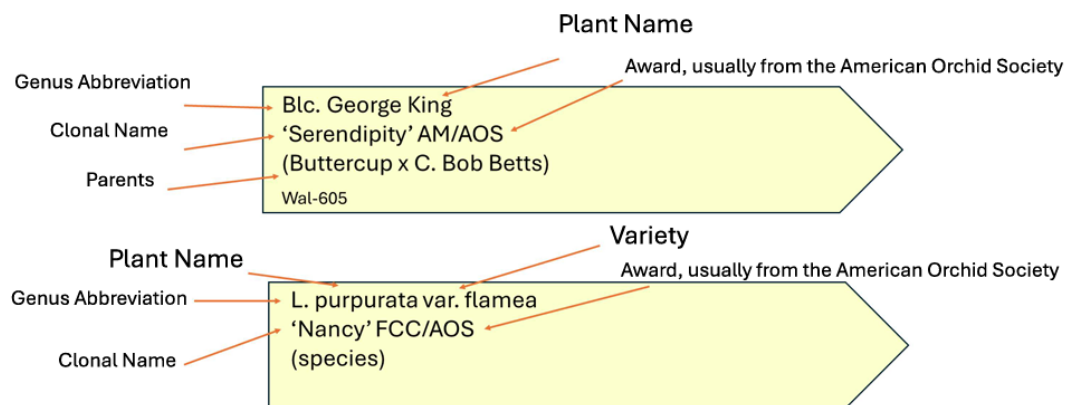 Plant Name
Award, usually from the American Orchid Society
Genus Abbreviation
Blc. George King
Clonal Name
‘Serendipity’ AM/AOS
(Buttercup x C. Bob Betts)
Parents
Wal-605
Variety
Plant Name
Award, usually from the American Orchid Society
Genus Abbreviation
L. purpurata var. flamea
‘Nancy’ FCC/AOS
Clonal Name
(species)